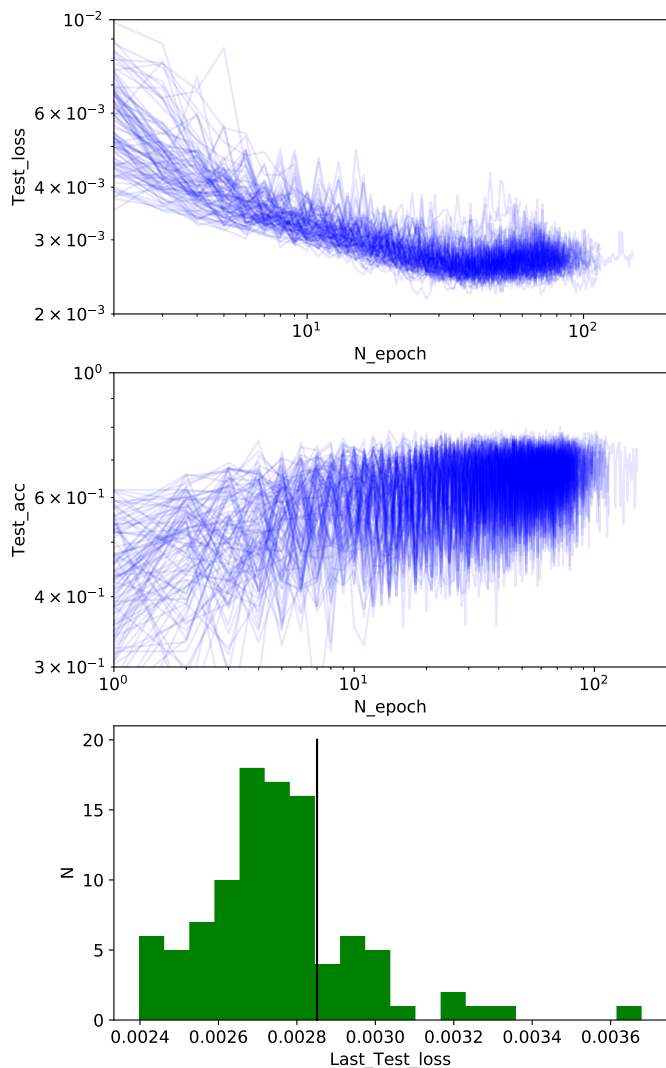 10⁻²
6 × 10⁻³
4 × 10⁻³
3 × 10⁻³
2 × 10⁻³
Test_loss
10¹
10²
N_epoch
10⁰
6 × 10⁻¹
4 × 10⁻¹
3 × 10⁻¹
Test_acc
10⁰
10¹
10²
N_epoch
20
15
10
5
0
N
0.0024
0.0026
0.0028
0.0030
0.0032
0.0034
0.0036
Last_Test_loss